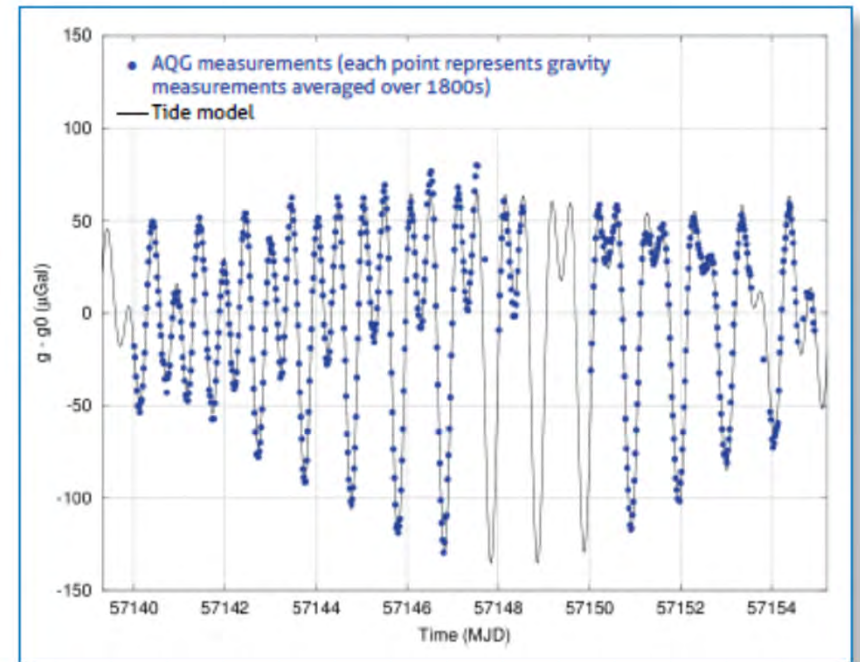 150
AQG measurements (each point represents gravity
measurements averaged over 1800s)
Tide model
100
50
0
-50
-100
-150
g - g0 (µGal)
57140 57142 57144 57146 57148 57150 57152 57154
Time (MJD)